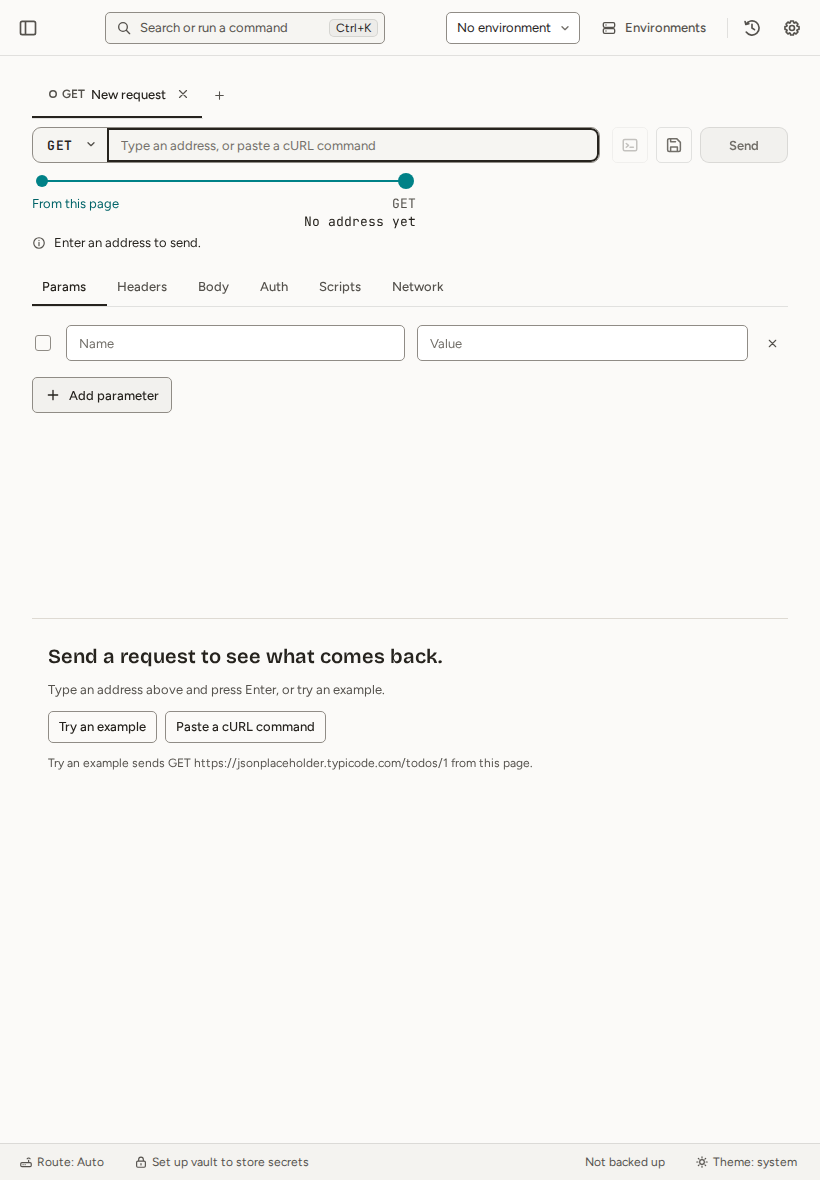 Search or run a command Ctrl+K No environment Environments
GET New request
GET Type an address, or paste a cURL command Send
From this page GET
No address yet
Enter an address to send.
Params Headers Body Auth Scripts Network
Name Value
Add parameter
Send a request to see what comes back.
Type an address above and press Enter, or try an example.
Try an example Paste a cURL command
Try an example sends GET https://jsonplaceholder.typicode.com/todos/1 from this page.
Route: Auto Set up vault to store secrets Not backed up Theme: system